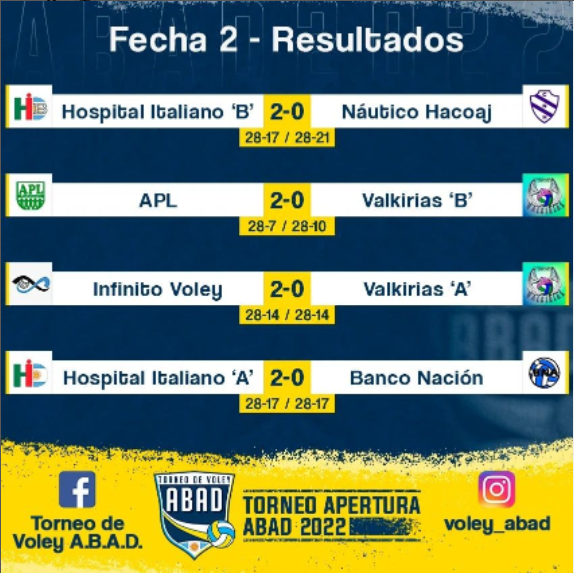 Fecha 2 - Resultados
Hospital Italiano ‘B’ 2-0 Náutico Hacoaj
28-17 / 28-21
APL APL 2-0 Valkirias ‘B’
28-7 / 28-10
Infinito Voley 2-0 Valkirias ‘A’
28-14 / 28-14
Hospital Italiano ‘A’ 2-0 Banco Nación BNA
28-17 / 28-17
Torneo de
Voley A.B.A.D.
TORNEO DE VOLEY
ABAD
TORNEO APERTURA
ABAD 2022
voley_abad